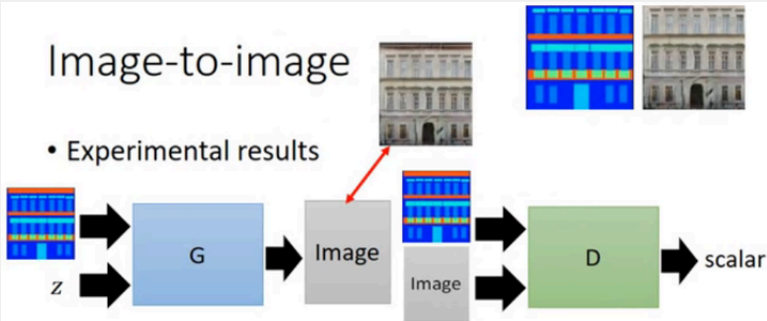 Image-to-image
• Experimental results
G
Image
D
scalar
z
Image